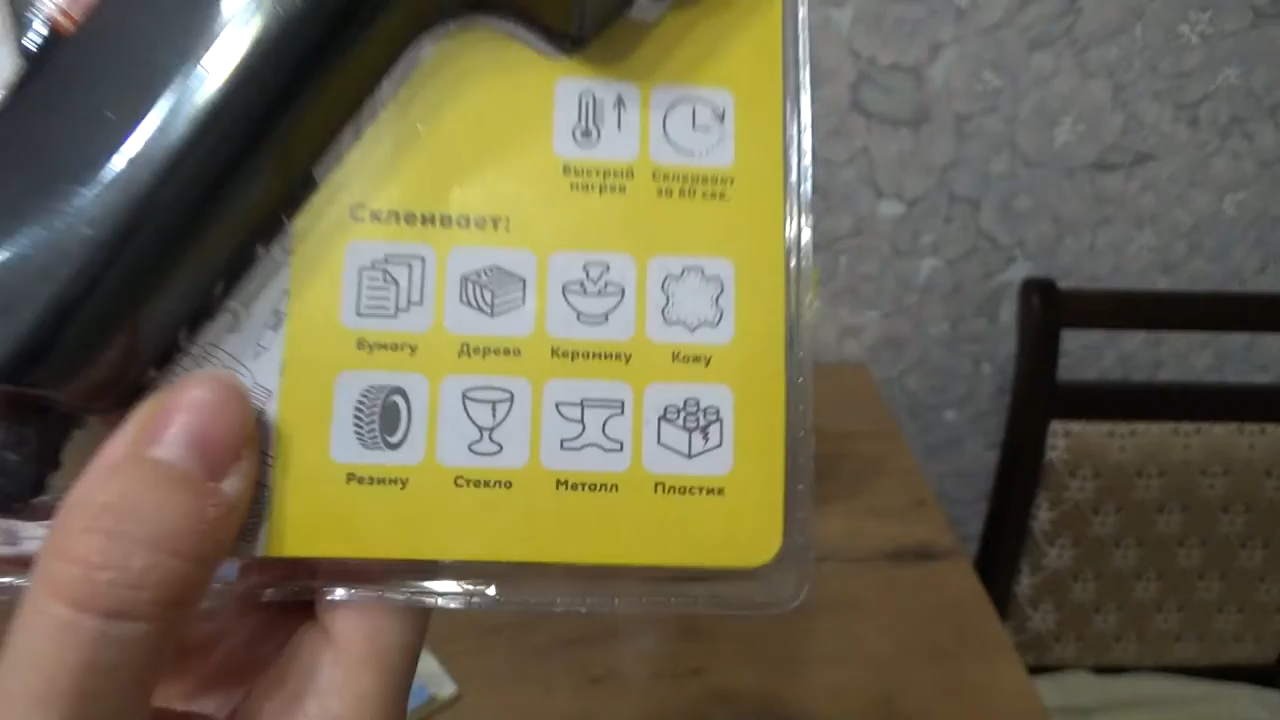 Быстрый Склеивает
нагрев за 60 сек.
Склеивает:
Бумагу Дерево Керамику Кожу
Резину Стекло Металл Пластик